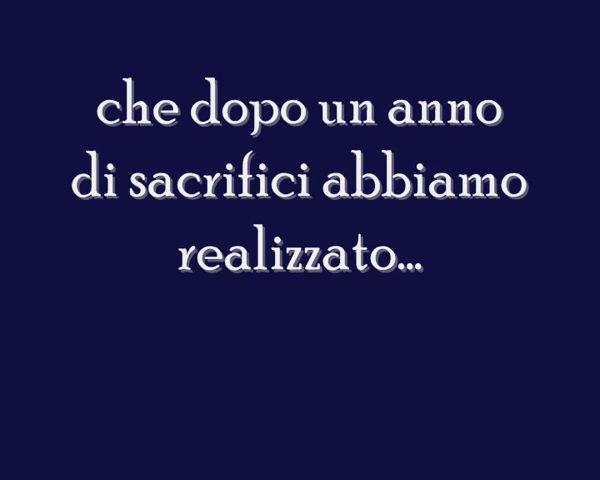 che dopo un anno
di sacrifici abbiamo
realizzato...